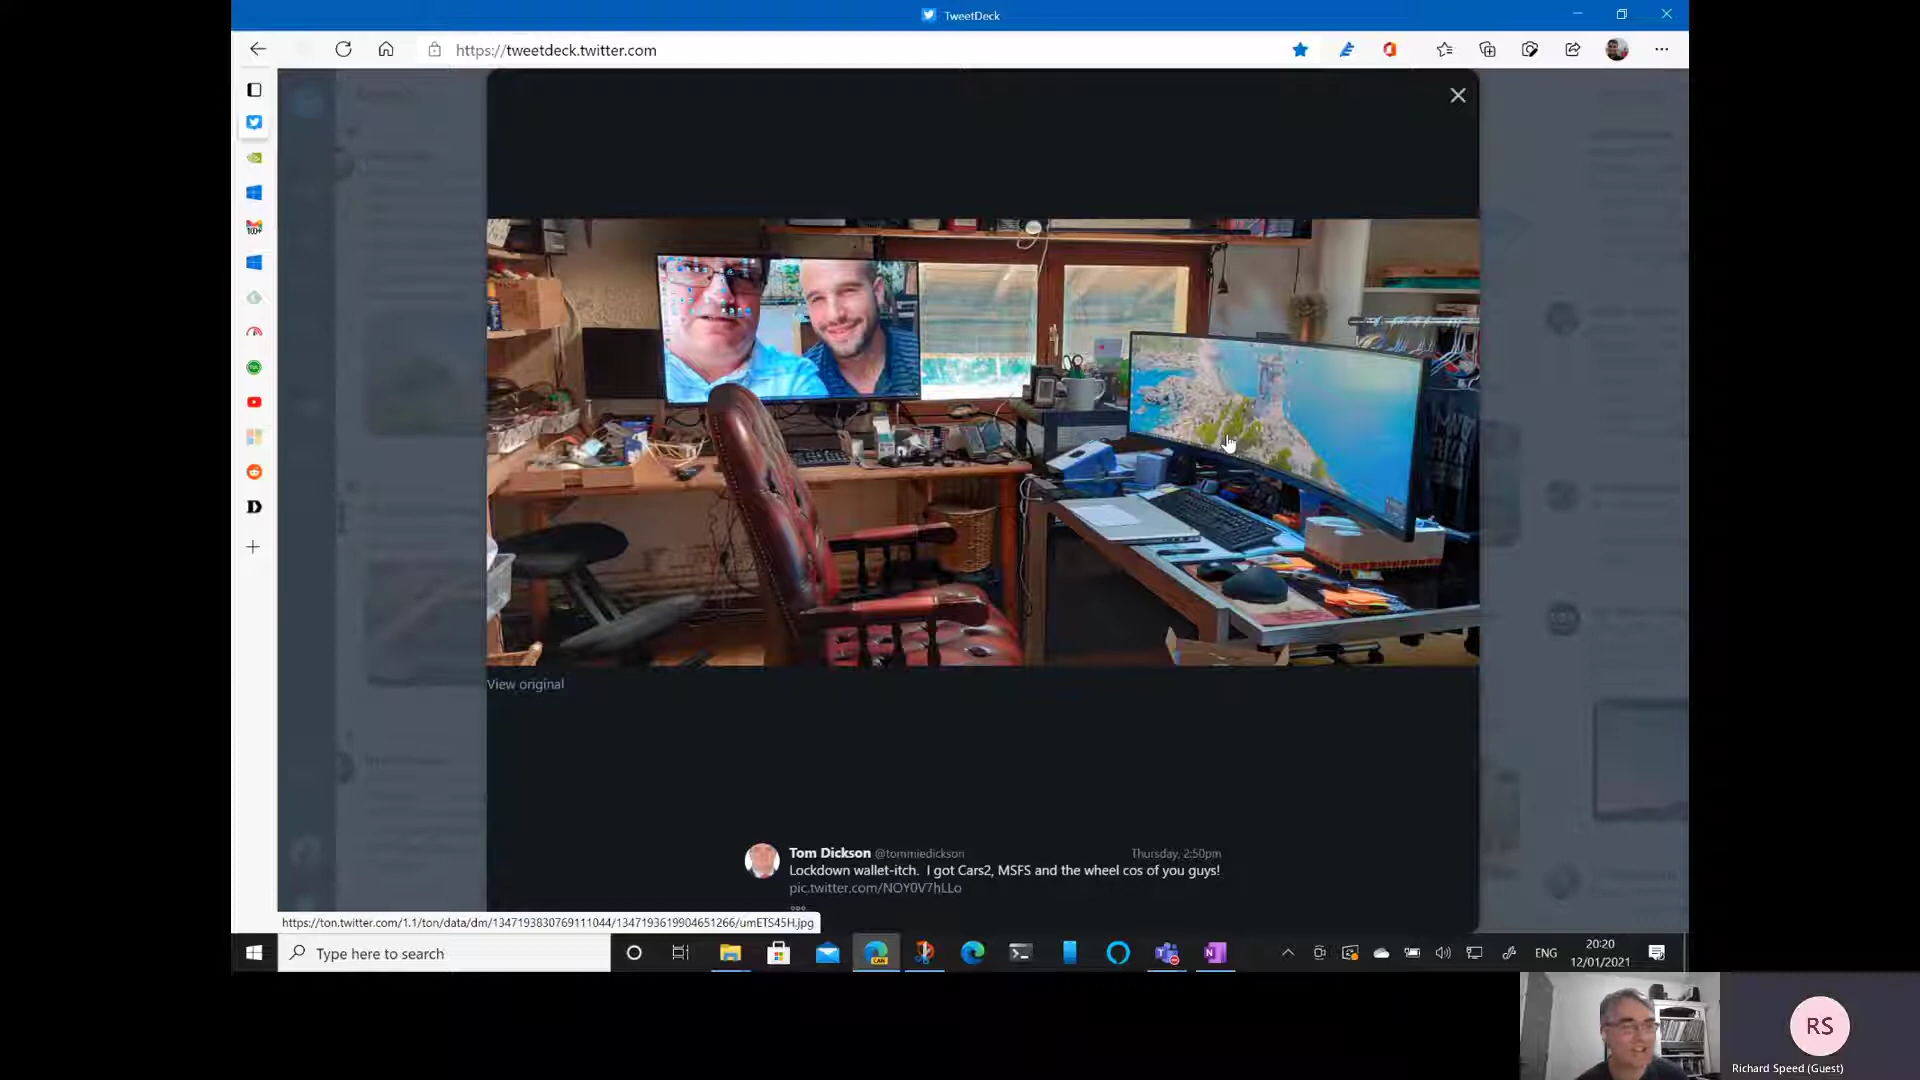 TweetDeck
https://tweetdeck.twitter.com
View original
Tom Dickson @tommiedickson Thursday, 2:50pm
Lockdown wallet-itch. I got Cars2, MSFS and the wheel cos of you guys!
pic.twitter.com/NOY0V7hLLo
https://ton.twitter.com/1.1/ton/data/dm/1347193830769111044/1347193619904651266/umETS45H.jpg
Type here to search
CAN
ENG
20:20
12/01/2021
RS
Richard Speed (Guest)